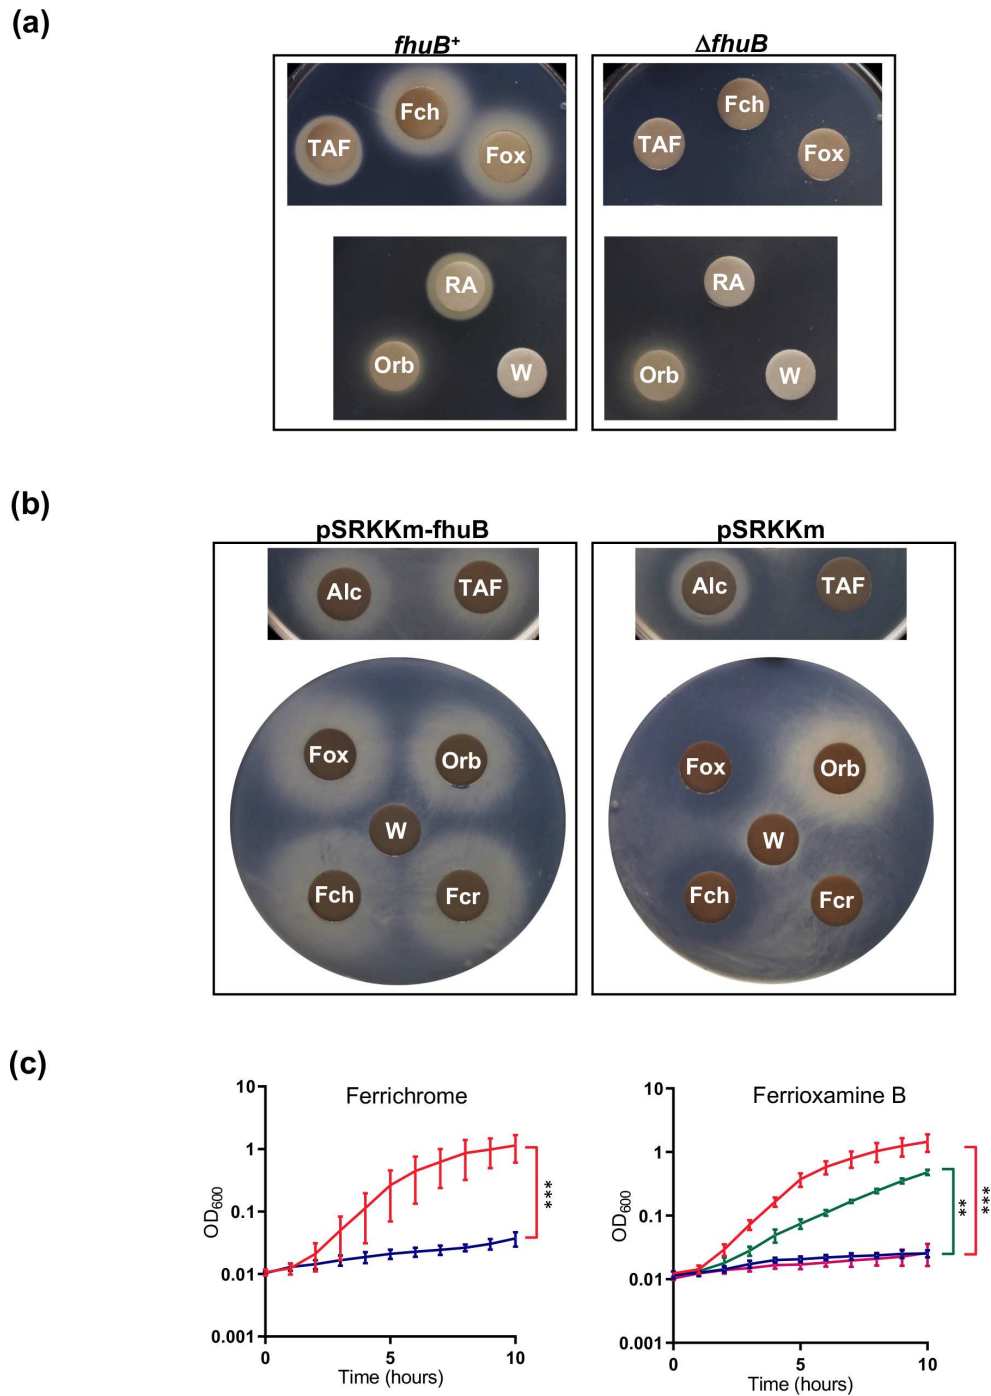 (a)
fhuB+ ΔfhuB
Fch Fch
TAF Fox TAF Fox
RA RA
Orb W Orb W
(b)
pSRKKm-fhuB pSRKKm
Alc TAF Alc TAF
Fox Orb Fox Orb
W W
Fch Fcr Fch Fcr
(c)
Ferrichrome
10
1
0.1
0.01
0.001
OD600
0 5 10
Time (hours)
***
Ferrioxamine B
10
1
0.1
0.01
0.001
OD600
0 5 10
Time (hours)
**
***